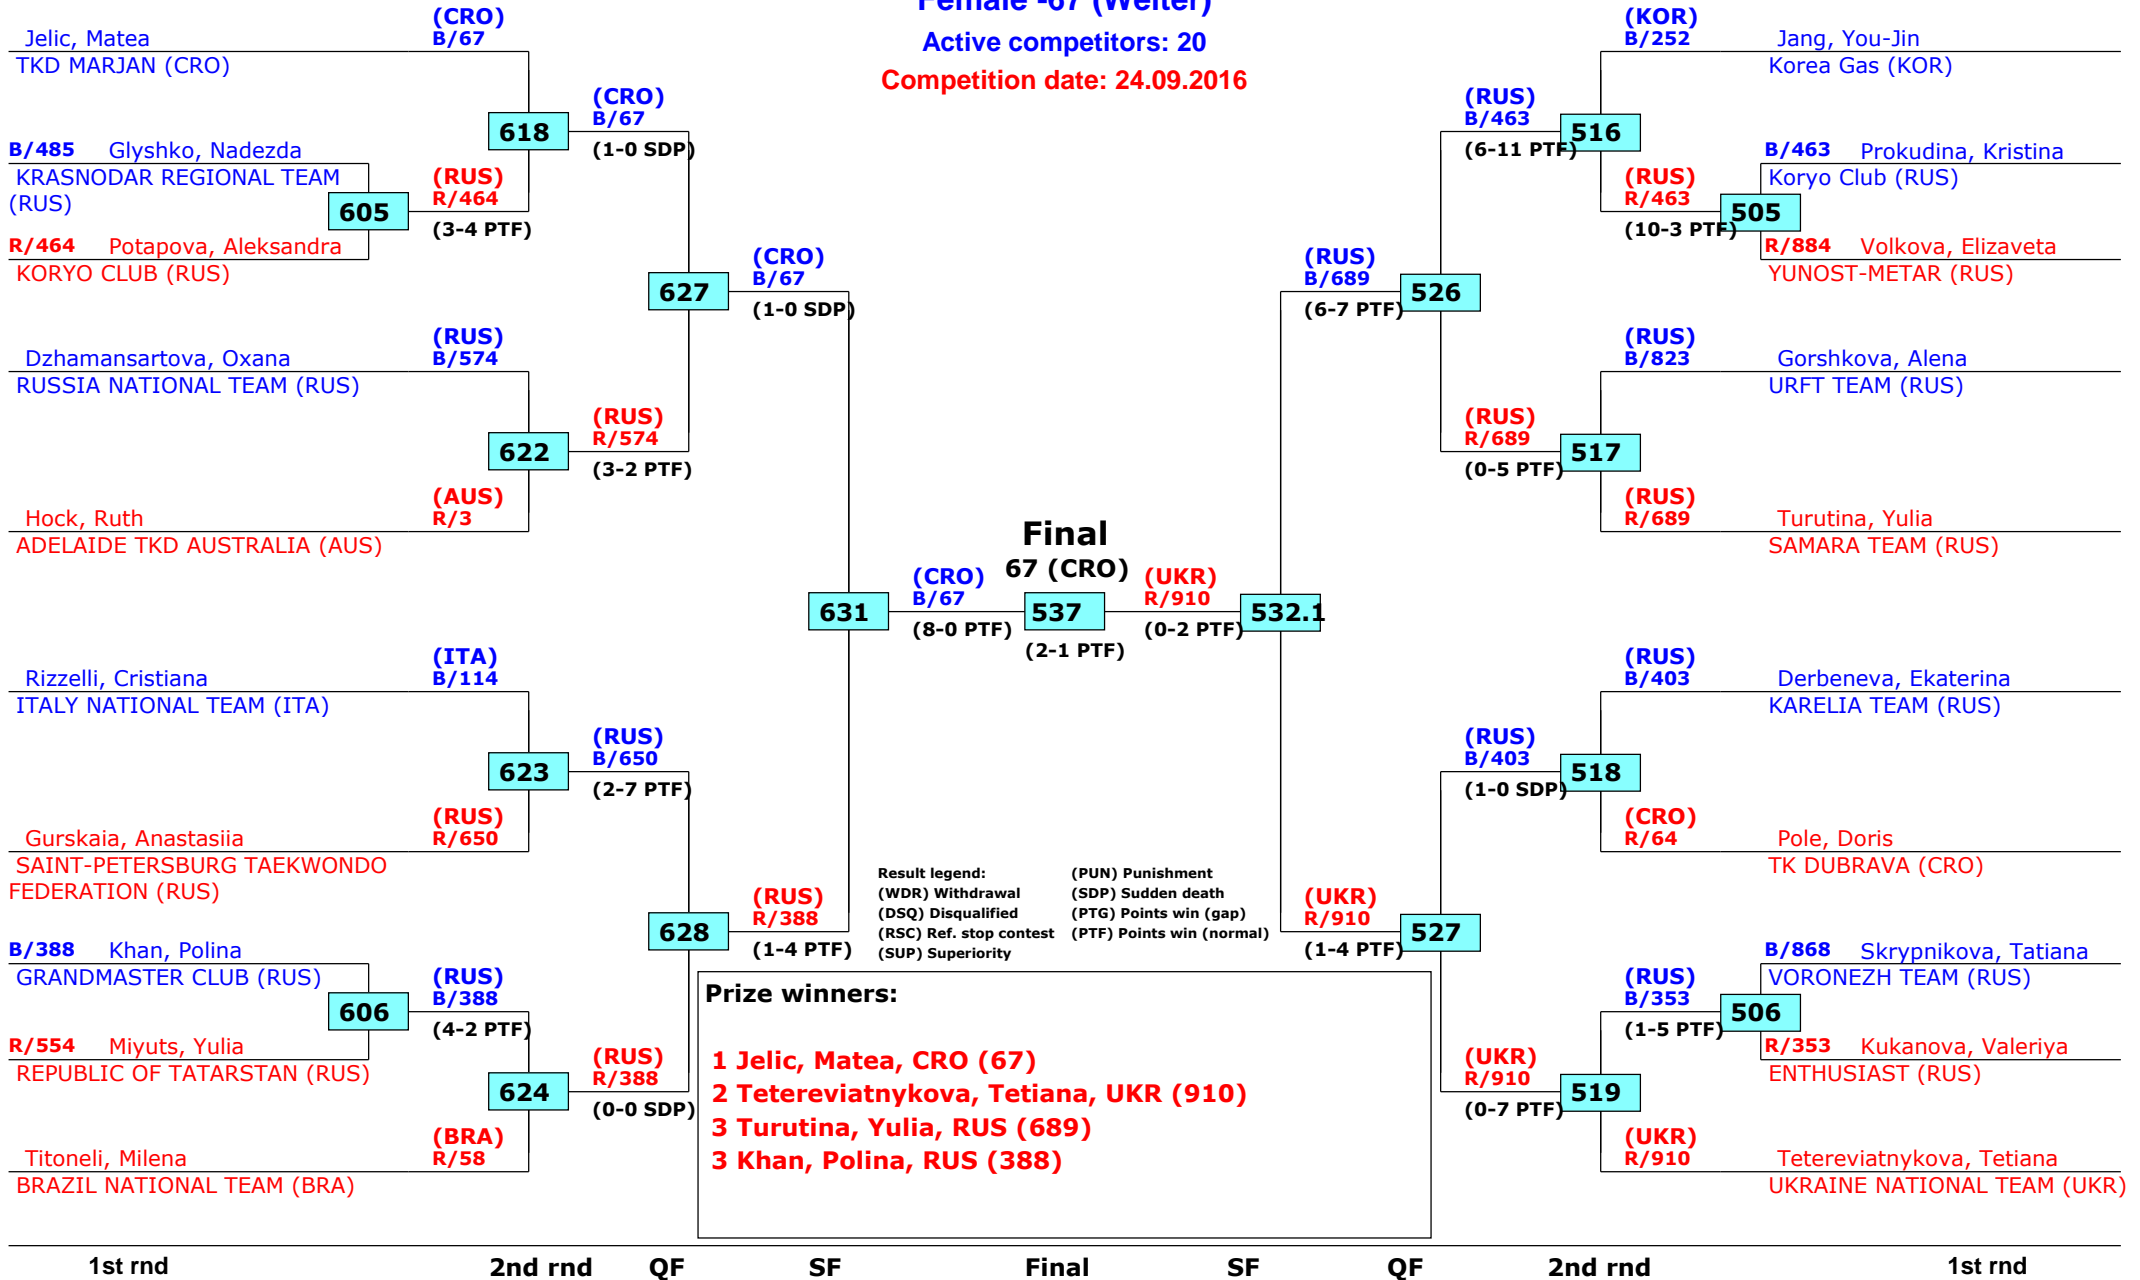 Female -67 (Welter)
Active competitors: 20
Competition date: 24.09.2016
Jelic, Matea
TKD MARJAN (CRO)
(CRO)
B/67
B/485 Glyshko, Nadezda
KRASNODAR REGIONAL TEAM
(RUS)
605
R/464 Potapova, Aleksandra
KORYO CLUB (RUS)
(RUS)
R/464
(3-4 PTF)
618
(CRO)
B/67
(1-0 SDP)
Dzhamansartova, Oxana
RUSSIA NATIONAL TEAM (RUS)
(RUS)
B/574
622
Hock, Ruth
ADELAIDE TKD AUSTRALIA (AUS)
(AUS)
R/3
(RUS)
R/574
(3-2 PTF)
627
(CRO)
B/67
(1-0 SDP)
Rizzelli, Cristiana
ITALY NATIONAL TEAM (ITA)
(ITA)
B/114
623
Gurskaia, Anastasiia
SAINT-PETERSBURG TAEKWONDO
FEDERATION (RUS)
(RUS)
R/650
(RUS)
B/650
(2-7 PTF)
B/388 Khan, Polina
GRANDMASTER CLUB (RUS)
606
R/554 Miyuts, Yulia
REPUBLIC OF TATARSTAN (RUS)
(RUS)
B/388
(4-2 PTF)
624
Titoneli, Milena
BRAZIL NATIONAL TEAM (BRA)
(BRA)
R/58
(RUS)
R/388
(0-0 SDP)
628
(RUS)
R/388
(1-4 PTF)
631
(CRO)
B/67
(8-0 PTF)
Final
67 (CRO)
537
(2-1 PTF)
(UKR)
R/910
(0-2 PTF)
532.1
(KOR)
B/252
Jang, You-Jin
Korea Gas (KOR)
516
(RUS)
B/463
(6-11 PTF)
B/463 Prokudina, Kristina
Koryo Club (RUS)
505
R/884 Volkova, Elizaveta
YUNOST-METAR (RUS)
(RUS)
R/463
(10-3 PTF)
(RUS)
B/689
(6-7 PTF)
526
(RUS)
B/823
Gorshkova, Alena
URFT TEAM (RUS)
517
(RUS)
R/689
(0-5 PTF)
(RUS)
R/689
Turutina, Yulia
SAMARA TEAM (RUS)
(RUS)
B/403
Derbeneva, Ekaterina
KARELIA TEAM (RUS)
518
(RUS)
B/403
(1-0 SDP)
(CRO)
R/64
Pole, Doris
TK DUBRAVA (CRO)
(UKR)
R/910
(1-4 PTF)
527
B/868 Skrypnikova, Tatiana
VORONEZH TEAM (RUS)
506
R/353 Kukanova, Valeriya
ENTHUSIAST (RUS)
(RUS)
B/353
(1-5 PTF)
519
(UKR)
R/910
(0-7 PTF)
(UKR)
R/910
Tetereviatnykova, Tetiana
UKRAINE NATIONAL TEAM (UKR)
Result legend:
(WDR) Withdrawal
(DSQ) Disqualified
(RSC) Ref. stop contest
(SUP) Superiority
(PUN) Punishment
(SDP) Sudden death
(PTG) Points win (gap)
(PTF) Points win (normal)
Prize winners:
1 Jelic, Matea, CRO (67)
2 Tetereviatnykova, Tetiana, UKR (910)
3 Turutina, Yulia, RUS (689)
3 Khan, Polina, RUS (388)
1st rnd 2nd rnd QF SF Final SF QF 2nd rnd 1st rnd